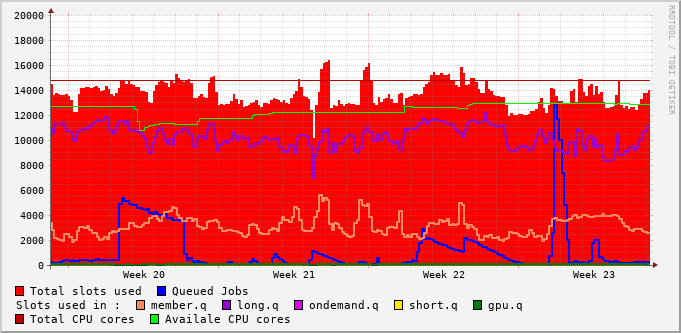 20000
18000
16000
14000
12000
10000
8000
6000
4000
2000
0
RRDTOOL / TOBI OETIKER
Week 20 Week 21 Week 22 Week 23
Total slots used Queued Jobs
Slots used in : member.q long.q ondemand.q short.q gpu.q
Total CPU cores Availale CPU cores